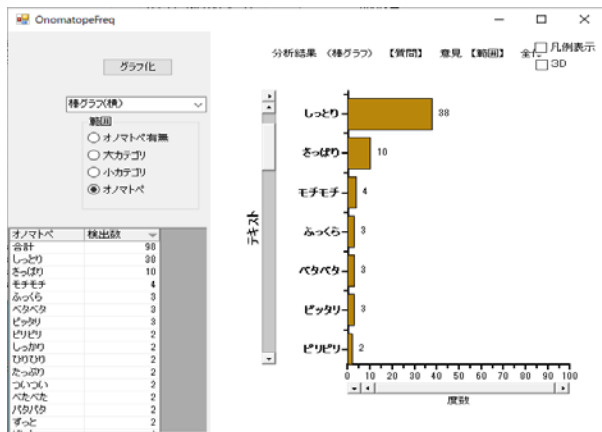 OnomatopeFreq
グラフ化
棒グラフ(横)
範囲
オノマトペ有無
大カテゴリ
小カテゴリ
オノマトペ
オノマトペ 検出数
合計 98
しっとり 38
さっぱり 10
モチモチ 4
ふっくら 3
ベタベタ 3
ピッタリ 3
ピリピリ 2
しっかり 2
ひりひり 2
たっぷり 2
ついつい 2
べたべた 2
パタパタ 2
ずっと 2
分析結果 (棒グラフ) 【質問】 意見 【範囲】 全
凡例表示
3D
テキスト
しっとり 38
さっぱり 10
モチモチ 4
ふっくら 3
ベタベタ 3
ピッタリ 3
ピリピリ 2
0 10 20 30 40 50 60 70 80 90 100
度数